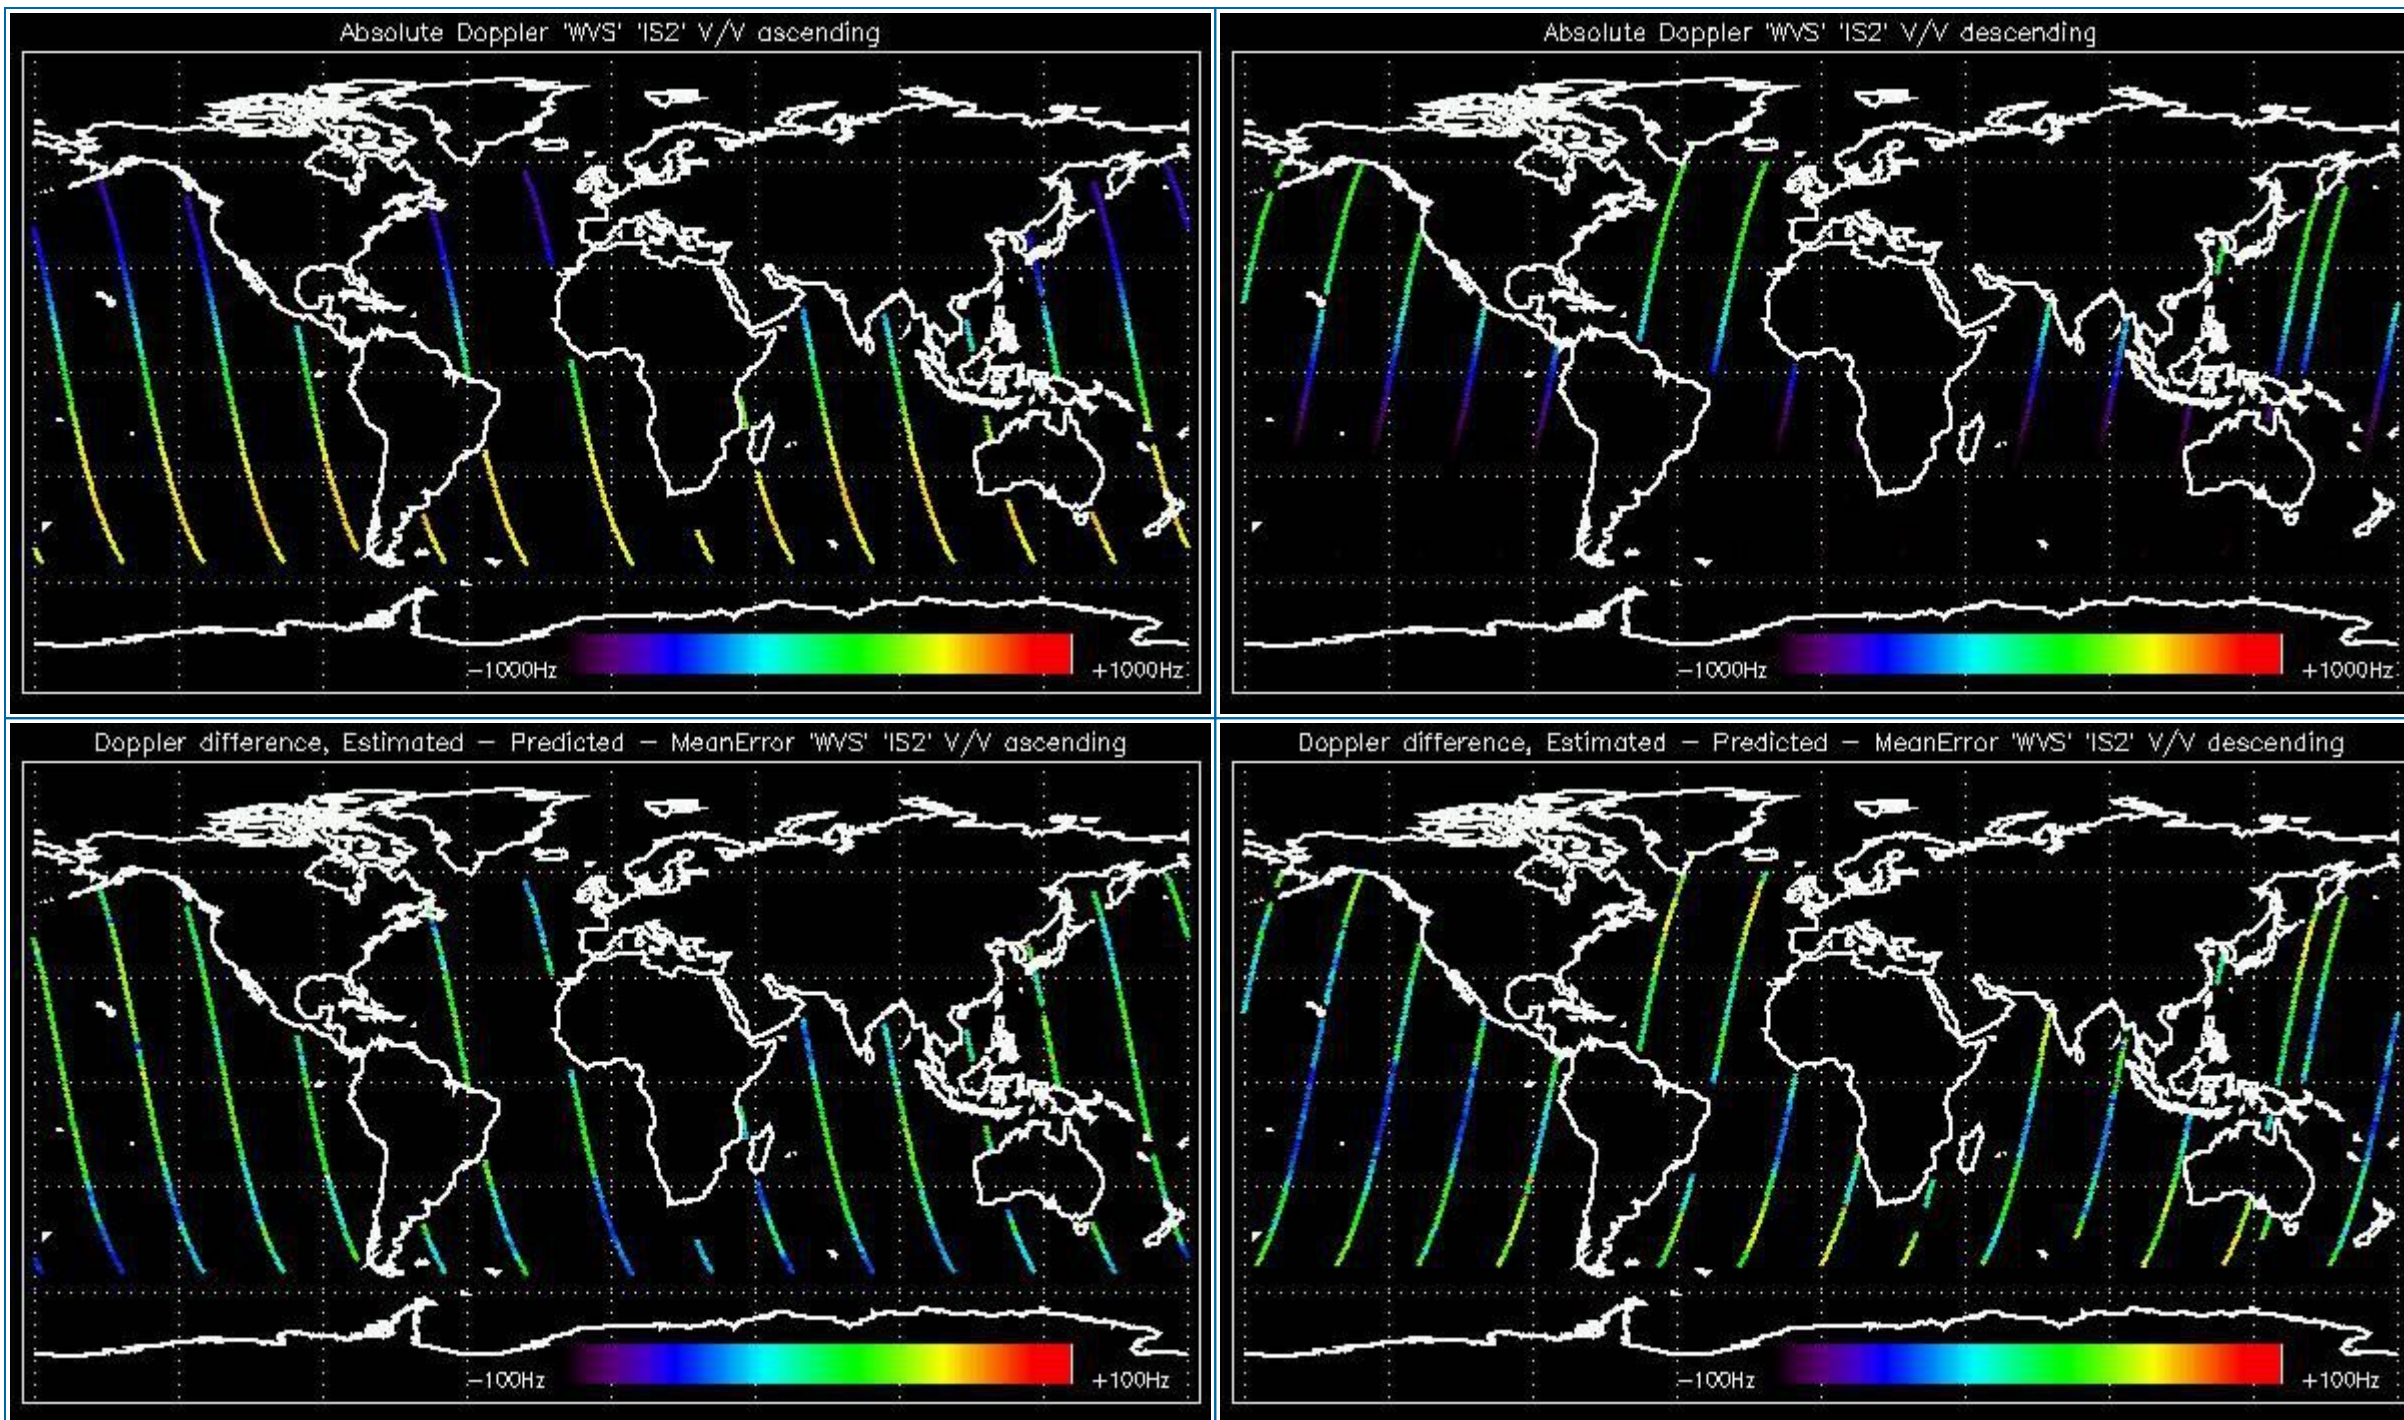 Absolute Doppler 'WVS' 'IS2' V/V ascending
-1000Hz
+1000Hz
Absolute Doppler 'WVS' 'IS2' V/V descending
-1000Hz
+1000Hz
Doppler difference, Estimated - Predicted - MeanError 'WVS' 'IS2' V/V ascending
-100Hz
+100Hz
Doppler difference, Estimated - Predicted - MeanError 'WVS' 'IS2' V/V descending
-100Hz
+100Hz